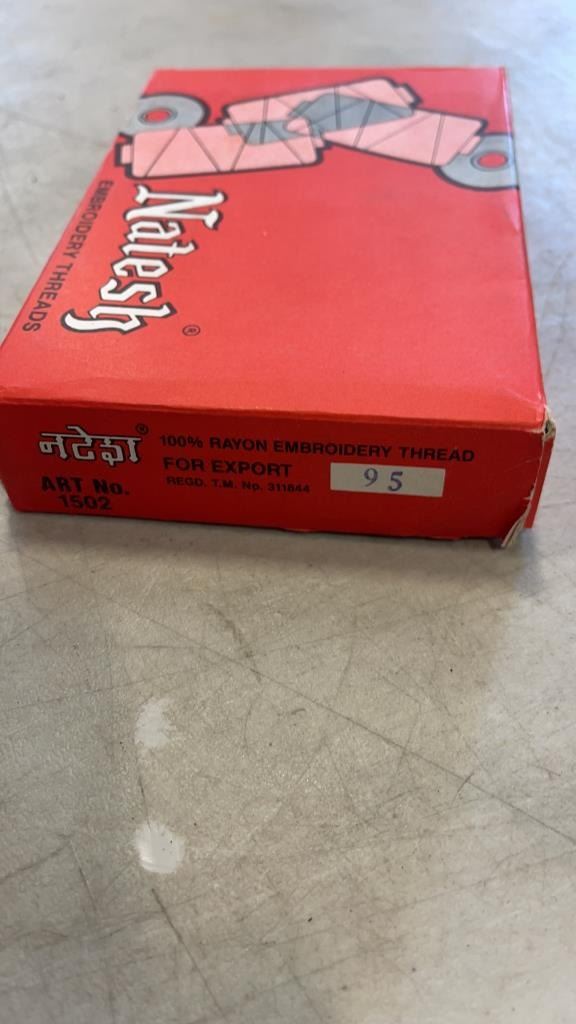 Natesh®
EMBROIDERY THREADS
नटेश®
100% RAYON EMBROIDERY THREAD
FOR EXPORT
REGD. T.M. No. 311844
95
ART No.
1502